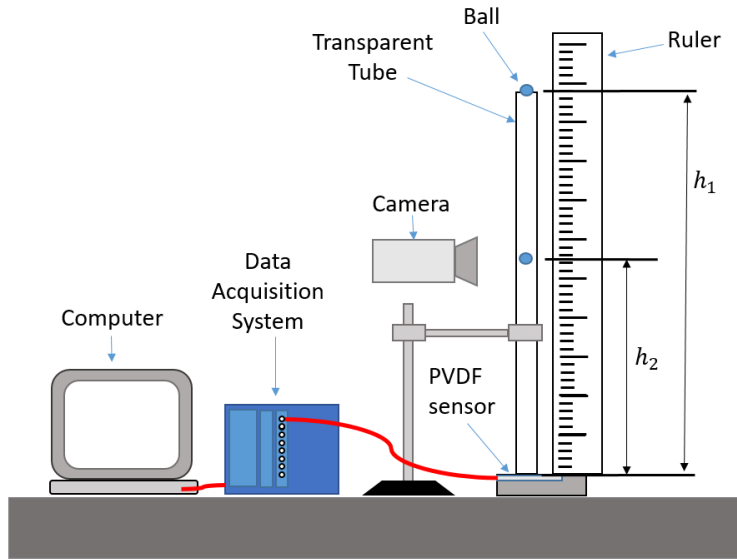 Ball
Transparent
Tube
Ruler
h₁
Camera
Data
Acquisition
System
Computer
h₂
PVDF
sensor